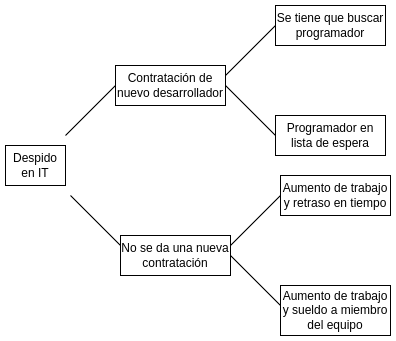 Se tiene que buscar
programador
Contratación de
nuevo desarrollador
Programador en
lista de espera
Despido
en IT
Aumento de trabajo
y retraso en tiempo
No se da una nueva
contratación
Aumento de trabajo
y sueldo a miembro
del equipo